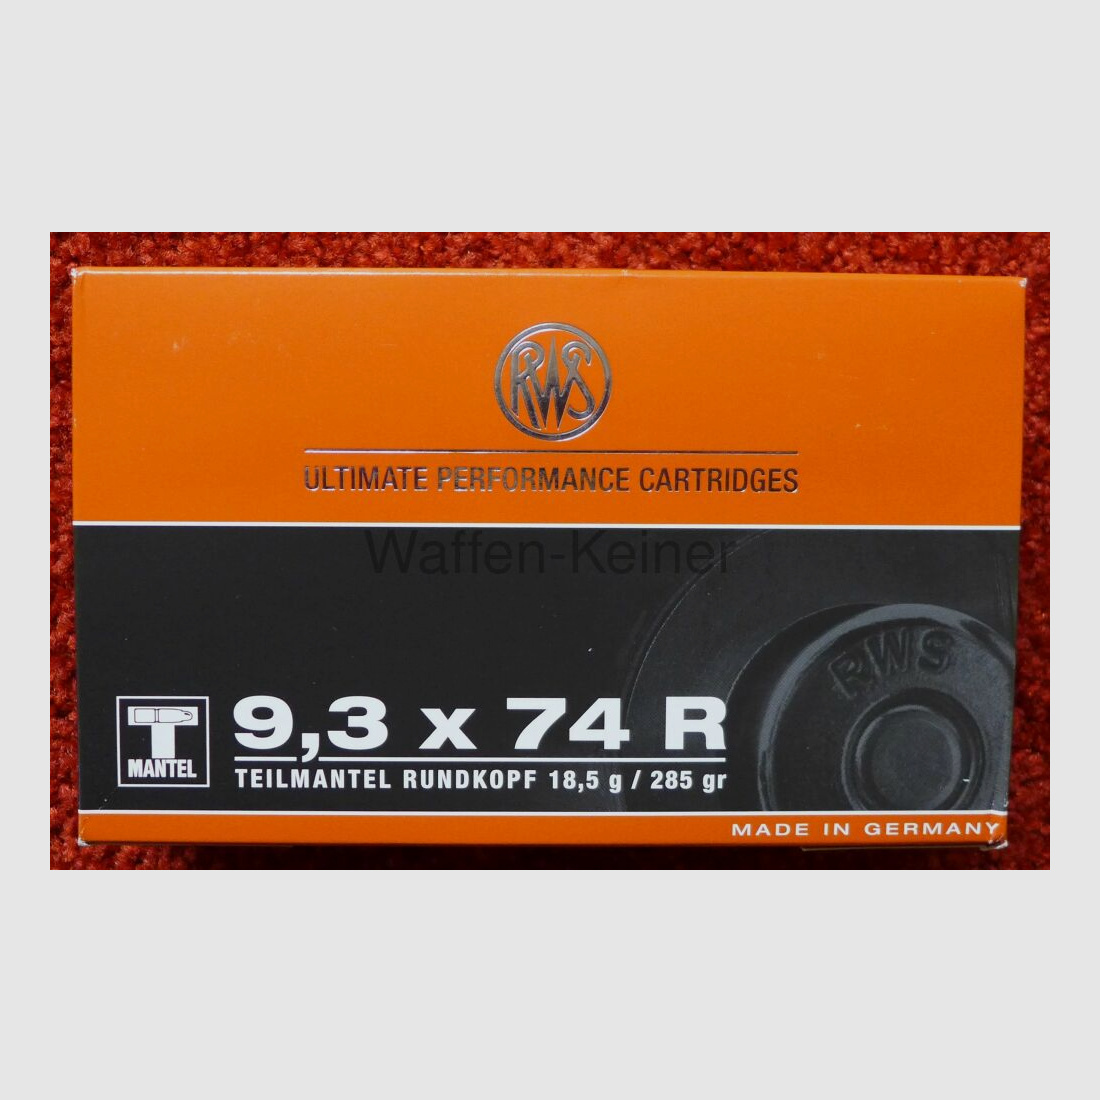 RWS
ULTIMATE PERFORMANCE CARTRIDGES
Waffen-Keiner
RWS
T
MANTEL
9,3 x 74 R
TEILMANTEL RUNDKOPF 18,5 g / 285 gr
MADE IN GERMANY